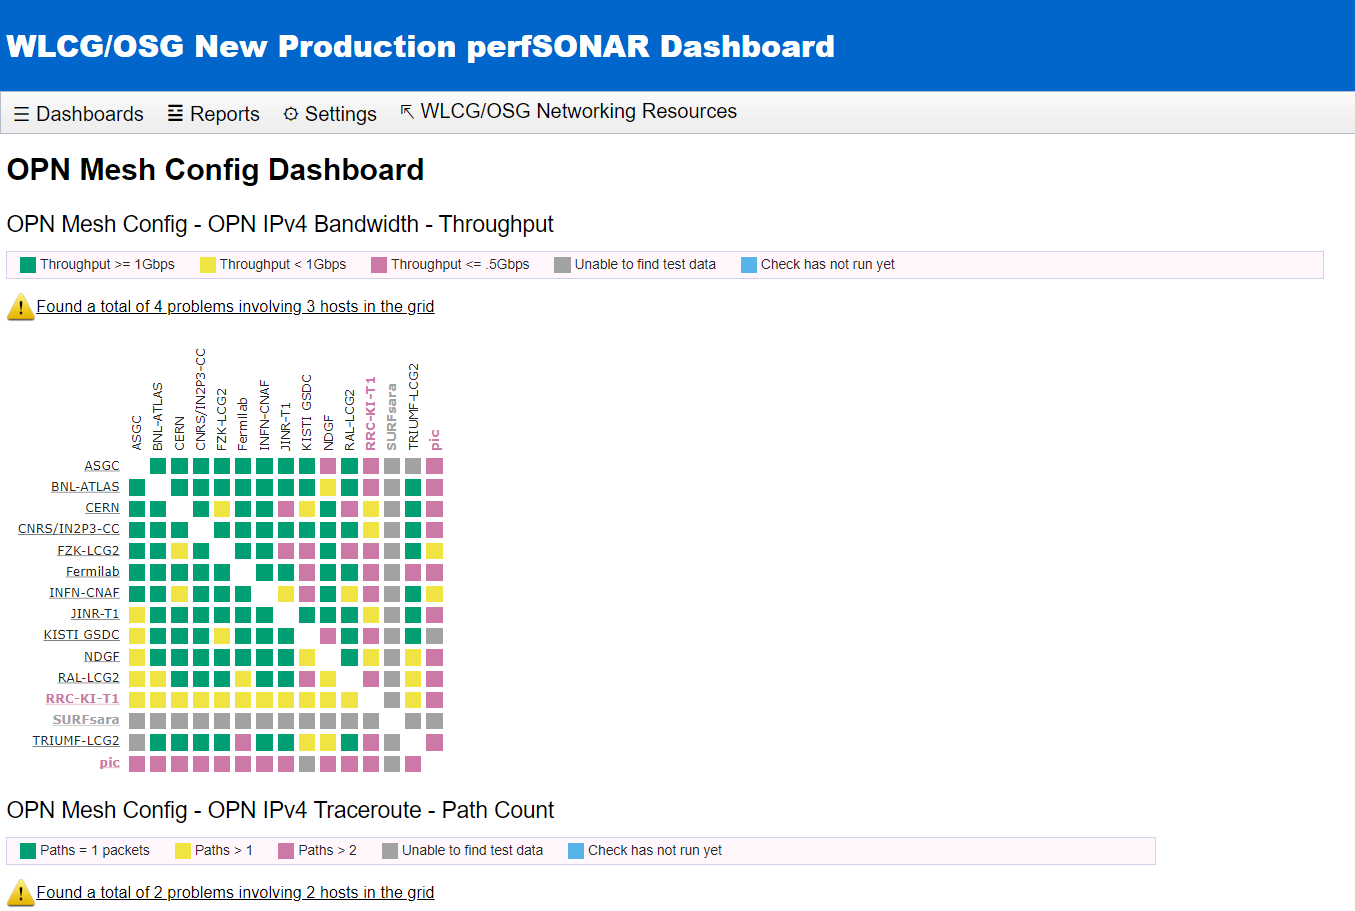 WLCG/OSG New Production perfSONAR Dashboard
Dashboards Reports Settings WLCG/OSG Networking Resources
OPN Mesh Config Dashboard
OPN Mesh Config - OPN IPv4 Bandwidth - Throughput
Throughput >= 1Gbps Throughput < 1Gbps Throughput <= .5Gbps Unable to find test data Check has not run yet
Found a total of 4 problems involving 3 hosts in the grid
ASGC
BNL-ATLAS
CERN
CNRS/IN2P3-CC
FZK-LCG2
Fermilab
INFN-CNAF
JINR-T1
KISTI GSDC
NDGF
RAL-LCG2
RRC-KI-T1
SURFsara
TRIUMF-LCG2
pic
ASGC
BNL-ATLAS
CERN
CNRS/IN2P3-CC
FZK-LCG2
Fermilab
INFN-CNAF
JINR-T1
KISTI GSDC
NDGF
RAL-LCG2
RRC-KI-T1
SURFsara
TRIUMF-LCG2
pic
OPN Mesh Config - OPN IPv4 Traceroute - Path Count
Paths = 1 packets Paths > 1 Paths > 2 Unable to find test data Check has not run yet
Found a total of 2 problems involving 2 hosts in the grid